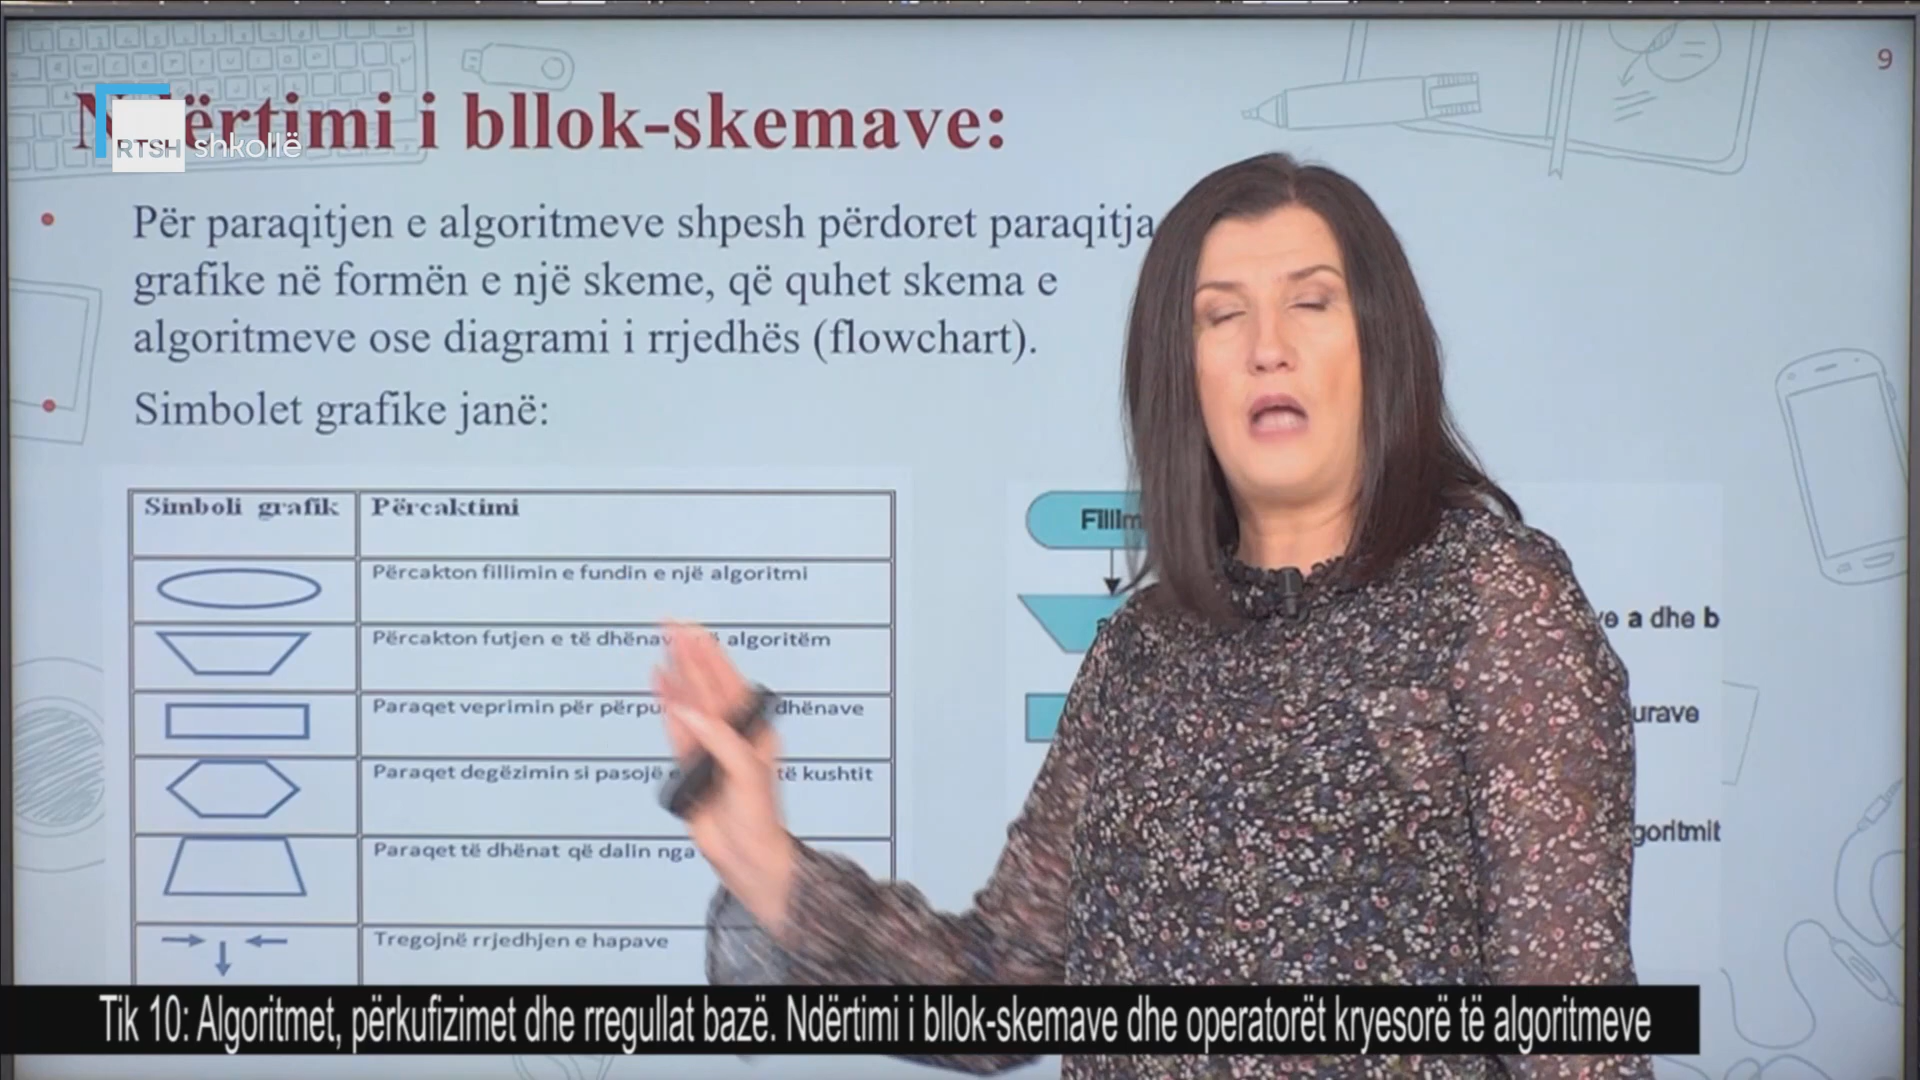 9
Ndërtimi i bllok-skemave:
RTSH shkollë
Për paraqitjen e algoritmeve shpesh përdoret paraqitja
grafike në formën e një skeme, që quhet skema e
algoritmeve ose diagrami i rrjedhës (flowchart).
Simbolet grafike janë:
Simboli grafik Përcaktimi
Përcakton fillimin e fundin e një algoritmi
Përcakton futjen e të algoritëm
Paraqet veprimin për dhënave
Paraqet degëzimin si pasojë të kushtit
Paraqet të dhënat që dalin nga
Tregojnë rrjedhjen e hapave
a dhe b
Tik 10: Algoritmet, përkufizimet dhe rregullat bazë. Ndërtimi i bllok-skemave dhe operatorët kryesorë të algoritmeve